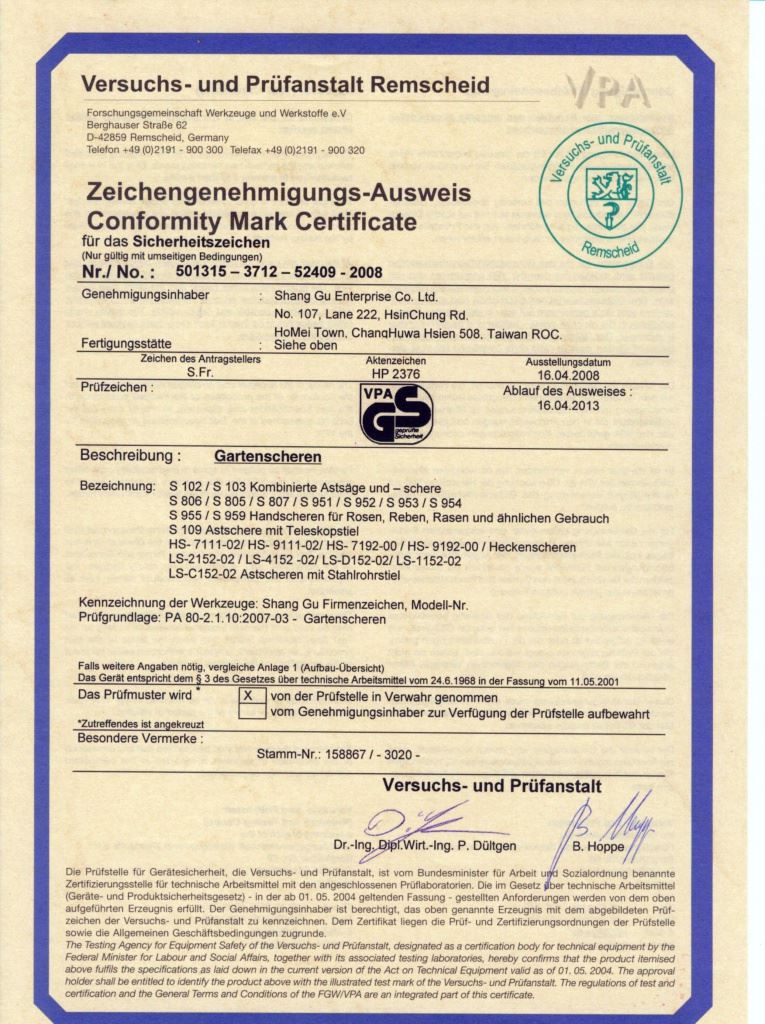 Versuchs- und Prüfanstalt Remscheid
VPA
Forschungsgemeinschaft Werkzeuge und Werkstoffe e.V
Berghauser Straße 62
D-42859 Remscheid, Germany
Telefon +49 (0)2191 - 900 300 Telefax +49 (0)2191 - 900 320
Versuchs- und Prüfanstalt
Remscheid
Zeichengenehmigungs-Ausweis
Conformity Mark Certificate
für das Sicherheitszeichen
(Nur gültig mit umseitigen Bedingungen)
Nr./ No. : 501315 – 3712 – 52409 - 2008
Genehmigungsinhaber : Shang Gu Enterprise Co. Ltd.
No. 107, Lane 222, HsinChung Rd.
HoMei Town, ChangHuwa Hsien 508, Taiwan ROC.
Fertigungsstätte : Siehe oben
Zeichen des Antragstellers Aktenzeichen Ausstellungsdatum
S.Fr. HP 2376 16.04.2008
Prüfzeichen : Ablauf des Ausweises :
16.04.2013
VPA
GS
geprüfte
Sicherheit
Beschreibung : Gartenscheren
Bezeichnung: S 102 / S 103 Kombinierte Astsäge und – schere
S 806 / S 805 / S 807 / S 951 / S 952 / S 953 / S 954
S 955 / S 959 Handscheren für Rosen, Reben, Rasen und ähnlichen Gebrauch
S 109 Astschere mit Teleskopstiel
HS- 7111-02/ HS- 9111-02/ HS- 7192-00 / HS- 9192-00 / Heckenscheren
LS-2152-02 / LS-4152 -02/ LS-D152-02/ LS-1152-02
LS-C152-02 Astscheren mit Stahlrohrstiel
Kennzeichnung der Werkzeuge: Shang Gu Firmenzeichen, Modell-Nr.
Prüfgrundlage: PA 80-2.1.10:2007-03 - Gartenscheren
Falls weitere Angaben nötig, vergleiche Anlage 1 (Aufbau-Übersicht)
Das Gerät entspricht dem § 3 des Gesetzes über technische Arbeitsmittel vom 24.6.1968 in der Fassung vom 11.05.2001
Das Prüfmuster wird * X von der Prüfstelle in Verwahr genommen
vom Genehmigungsinhaber zur Verfügung der Prüfstelle aufbewahrt
*Zutreffendes ist angekreuzt
Besondere Vermerke :
Stamm-Nr.: 158867 / - 3020 -
Versuchs- und Prüfanstalt
Dr.-Ing, Dipl.Wirt.-Ing. P. Dültgen B. Hoppe
Die Prüfstelle für Gerätesicherheit, die Versuchs- und Prüfanstalt, ist vom Bundesminister für Arbeit und Sozialordnung benannte
Zertifizierungsstelle für technische Arbeitsmittel mit den angeschlossenen Prüflaboratorien. Die im Gesetz über technische Arbeitsmittel
(Geräte- und Produktsicherheitsgesetz) - in der ab 01. 05. 2004 geltenden Fassung - gestellten Anforderungen werden von dem oben
aufgeführten Erzeugnis erfüllt. Der Genehmigungsinhaber ist berechtigt, das oben genannte Erzeugnis mit dem abgebildeten Prüf-
zeichen der Versuchs- und Prüfanstalt zu kennzeichnen. Dem Zertifikat liegen die Prüf- und Zertifizierungsordnungen der Prüfstelle
sowie die Allgemeinen Geschäftsbedingungen zugrunde.
The Testing Agency for Equipment Safety of the Versuchs- und Prüfanstalt, designated as a certification body for technical equipment by the
Federal Minister for Labour and Social Affairs, together with its associated testing laboratories, hereby confirms that the product itemised
above fulfils the specifications as laid down in the current version of the Act on Technical Equipment valid as of 01. 05. 2004. The approval
holder shall be entitled to identify the product above with the illustrated test mark of the Versuchs- und Prüfanstalt. The regulations of test and
certification and the General Terms and Conditions of the FGW/VPA are an integrated part of this certificate.